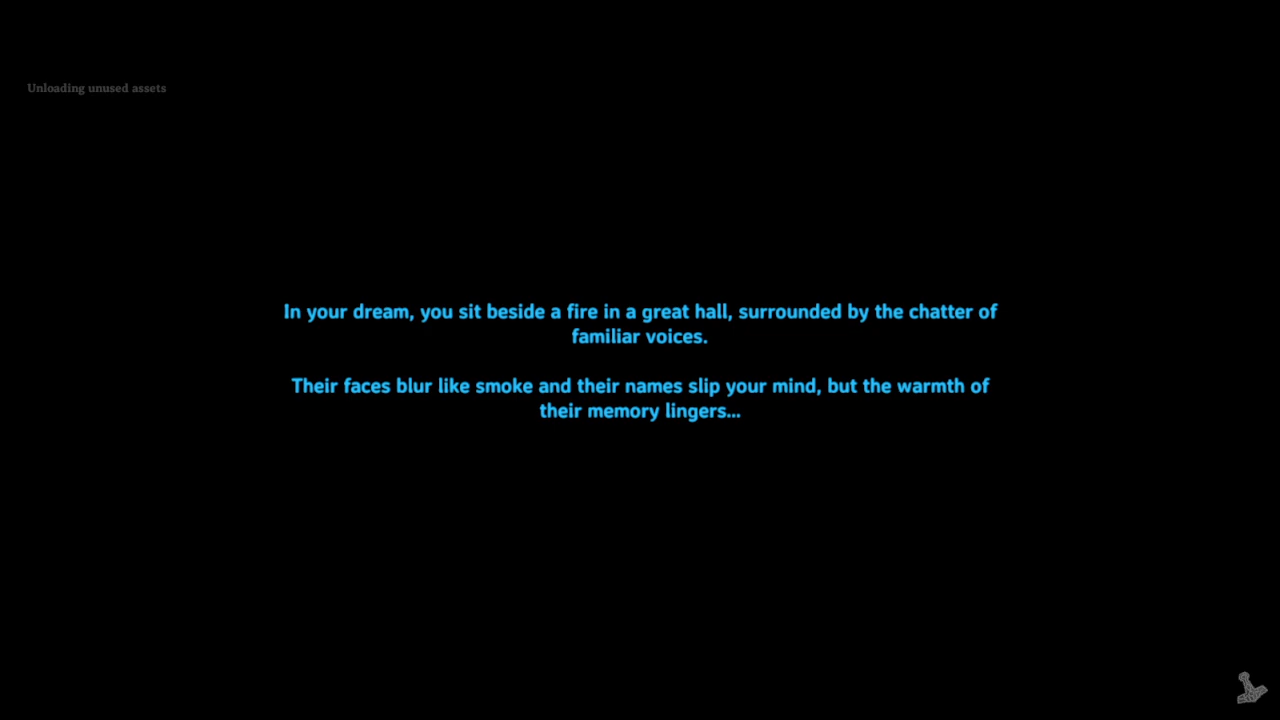 Unloading unused assets
In your dream, you sit beside a fire in a great hall, surrounded by the chatter of
familiar voices.
Their faces blur like smoke and their names slip your mind, but the warmth of
their memory lingers...